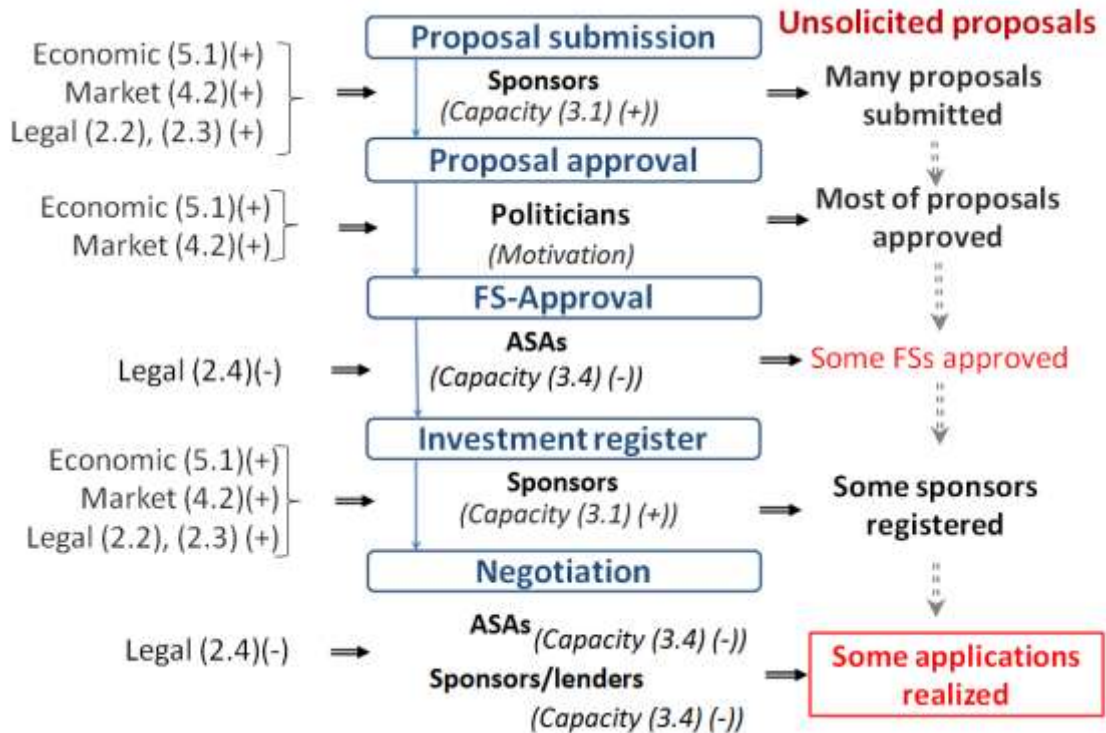 Proposal submission
Unsolicited proposals
Economic (5.1)(+)
Market (4.2)(+)
Legal (2.2), (2.3) (+)
Sponsors
(Capacity (3.1) (+))
Many proposals
submitted
Proposal approval
Economic (5.1)(+)
Market (4.2)(+)
Politicians
(Motivation)
Most of proposals
approved
FS-Approval
Legal (2.4)(-)
ASAs
(Capacity (3.4) (-))
Some FSs approved
Investment register
Economic (5.1)(+)
Market (4.2)(+)
Legal (2.2), (2.3) (+)
Sponsors
(Capacity (3.1) (+))
Some sponsors
registered
Negotiation
Legal (2.4)(-)
ASAs (Capacity (3.4) (-))
Sponsors/lenders
(Capacity (3.4) (-))
Some applications
realized